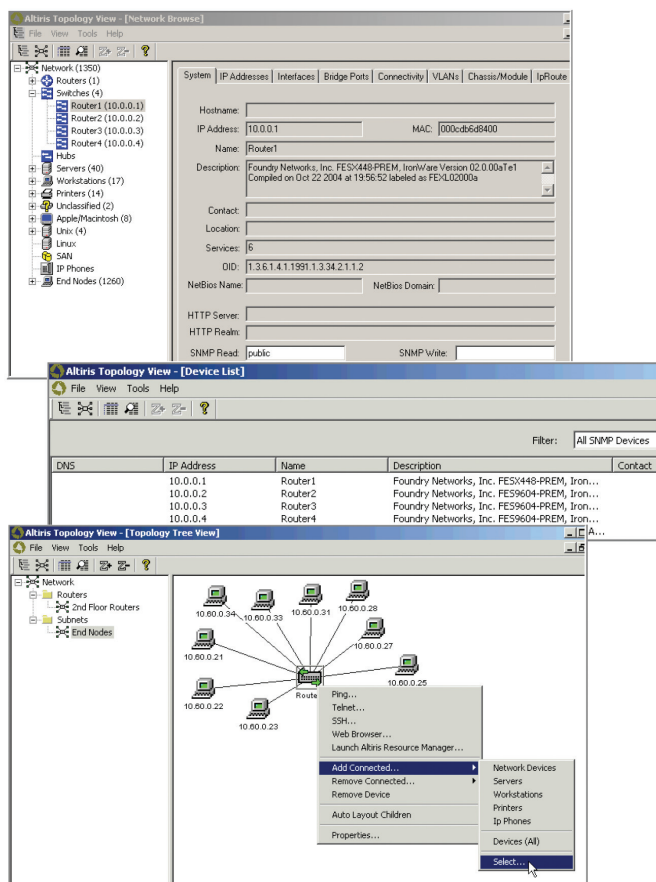 Altiris Topology View - [Network Browse]
File View Tools Help
Network (1350)
Routers (1)
Switches (4)
Router1 (10.0.0.1)
Router2 (10.0.0.2)
Router3 (10.0.0.3)
Router4 (10.0.0.4)
Hubs
Servers (40)
Workstations (17)
Printers (14)
Unclassified (2)
Apple/Macintosh (8)
Unix (4)
Linux
SAN
IP Phones
End Nodes (1260)
System IP Addresses Interfaces Bridge Ports Connectivity VLANs Chassis/Module IpRoute
Hostname:
IP Address: 10.0.0.1 MAC: 000cdb6d8400
Name: Router1
Description: Foundry Networks, Inc. FESX448-PREM, IronWare Version 02.0.00aTe1
Compiled on Oct 22 2004 at 19:56:52 labeled as FEXL02000a
Contact:
Location:
Services: 6
OID: 1.3.6.1.4.1.1991.1.3.34.2.1.1.2
NetBios Name: NetBios Domain:
HTTP Server:
HTTP Realm:
SNMP Read: public SNMP Write:
Altiris Topology View - [Device List]
File View Tools Help
Filter: All SNMP Devices
DNS IP Address Name Description Contact
10.0.0.1 Router1 Foundry Networks, Inc. FESX448-PREM, Iron...
10.0.0.2 Router2 Foundry Networks, Inc. FES9604-PREM, Iron...
10.0.0.3 Router3 Foundry Networks, Inc. FES9604-PREM, Iron...
10.0.0.4 Router4 Foundry Networks, Inc. FES9604-PREM, Iron...
A...
Altiris Topology View - [Topology Tree View]
File View Tools Help
Network
Routers
2nd Floor Routers
Subnets
End Nodes
10.60.0.34
10.60.0.33
10.60.0.31
10.60.0.28
10.60.0.27
10.60.0.21
10.60.0.25
10.60.0.22
10.60.0.23
Route
Ping...
Telnet...
SSH...
Web Browser...
Launch Altiris Resource Manager...
Add Connected...
Remove Connected...
Remove Device
Auto Layout Children
Properties...
Network Devices
Servers
Workstations
Printers
Ip Phones
Devices (All)
Select...